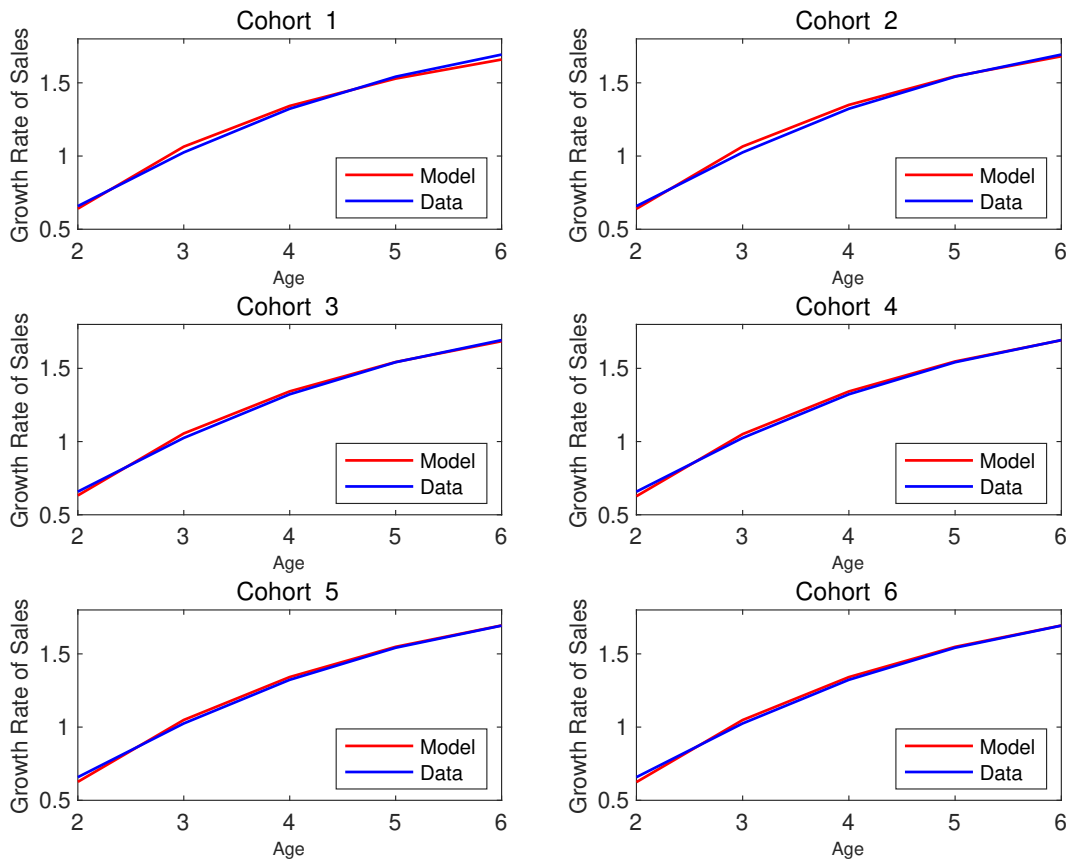 Cohort 1
Growth Rate of Sales
1.5
1
0.5
Model
Data
2 3 4 5 6
Age
Cohort 2
Growth Rate of Sales
1.5
1
0.5
Model
Data
2 3 4 5 6
Age
Cohort 3
Growth Rate of Sales
1.5
1
0.5
Model
Data
2 3 4 5 6
Age
Cohort 4
Growth Rate of Sales
1.5
1
0.5
Model
Data
2 3 4 5 6
Age
Cohort 5
Growth Rate of Sales
1.5
1
0.5
Model
Data
2 3 4 5 6
Age
Cohort 6
Growth Rate of Sales
1.5
1
0.5
Model
Data
2 3 4 5 6
Age